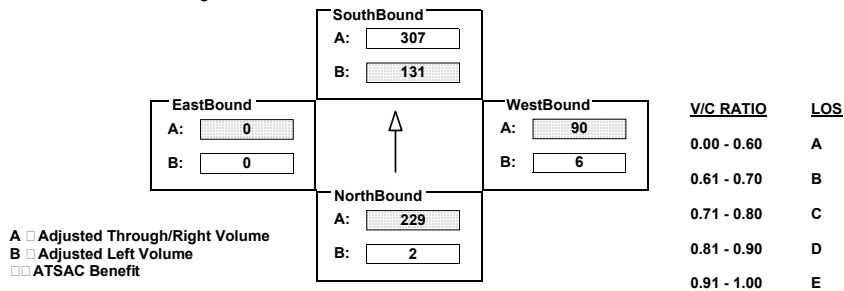 SouthBound
A: 307
B: 131
EastBound
A: 0
B: 0
WestBound
A: 90
B: 6
NorthBound
A: 229
B: 2
A □ Adjusted Through/Right Volume
B □ Adjusted Left Volume
□□ ATSAC Benefit
V/C RATIO LOS
0.00 - 0.60 A
0.61 - 0.70 B
0.71 - 0.80 C
0.81 - 0.90 D
0.91 - 1.00 E